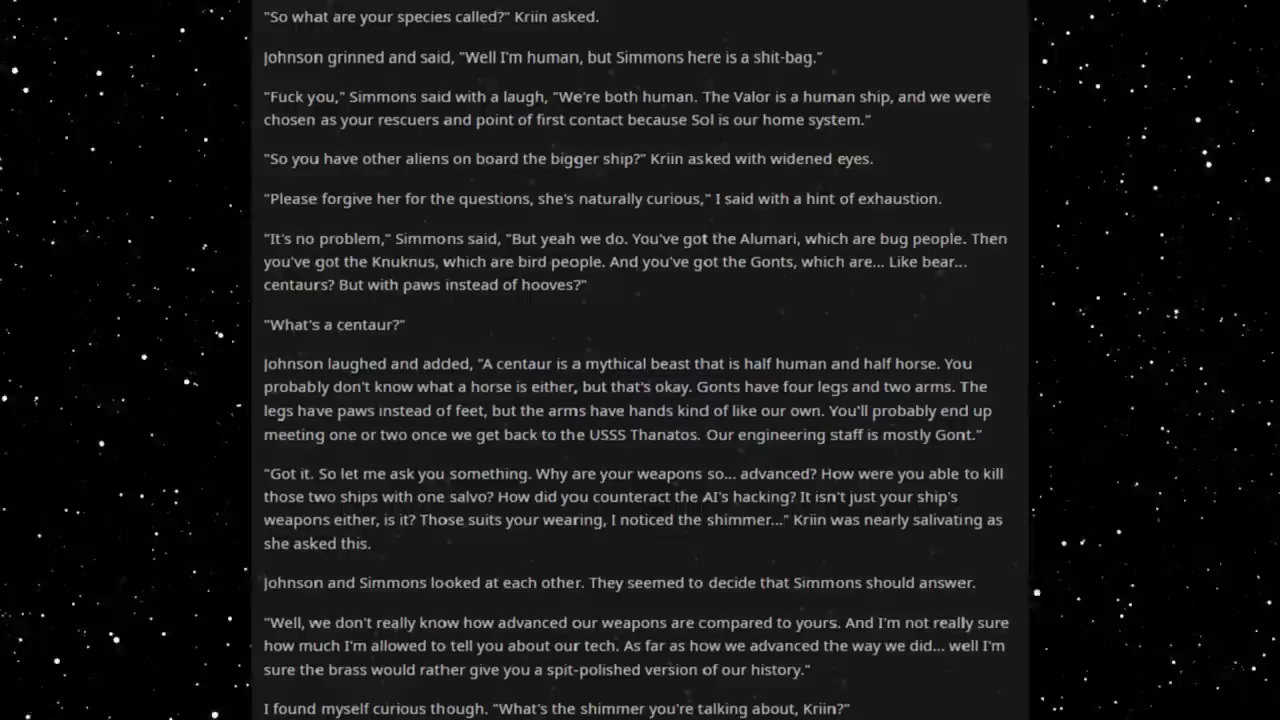 "So what are your species called?" Kriin asked.
Johnson grinned and said, "Well I'm human, but Simmons here is a shit-bag."
"Fuck you," Simmons said with a laugh, "We're both human. The Valor is a human ship, and we were
chosen as your rescuers and point of first contact because Sol is our home system."
"So you have other aliens on board the bigger ship?" Kriin asked with widened eyes.
"Please forgive her for the questions, she's naturally curious," I said with a hint of exhaustion.
"It's no problem," Simmons said, "But yeah we do. You've got the Alumari, which are bug people. Then
you've got the Knuknus, which are bird people. And you've got the Gonts, which are... Like bear...
centaurs? But with paws instead of hooves?"
"What's a centaur?"
Johnson laughed and added, "A centaur is a mythical beast that is half human and half horse. You
probably don't know what a horse is either, but that's okay. Gonts have four legs and two arms. The
legs have paws instead of feet, but the arms have hands kind of like our own. You'll probably end up
meeting one or two once we get back to the USSS Thanatos. Our engineering staff is mostly Gont."
"Got it. So let me ask you something. Why are your weapons so... advanced? How were you able to kill
those two ships with one salvo? How did you counteract the AI's hacking? It isn't just your ship's
weapons either, is it? Those suits your wearing, I noticed the shimmer..." Kriin was nearly salivating as
she asked this.
Johnson and Simmons looked at each other. They seemed to decide that Simmons should answer.
"Well, we don't really know how advanced our weapons are compared to yours. And I'm not really sure
how much I'm allowed to tell you about our tech. As far as how we advanced the way we did... well I'm
sure the brass would rather give you a spit-polished version of our history."
I found myself curious though. "What's the shimmer you're talking about, Kriin?"